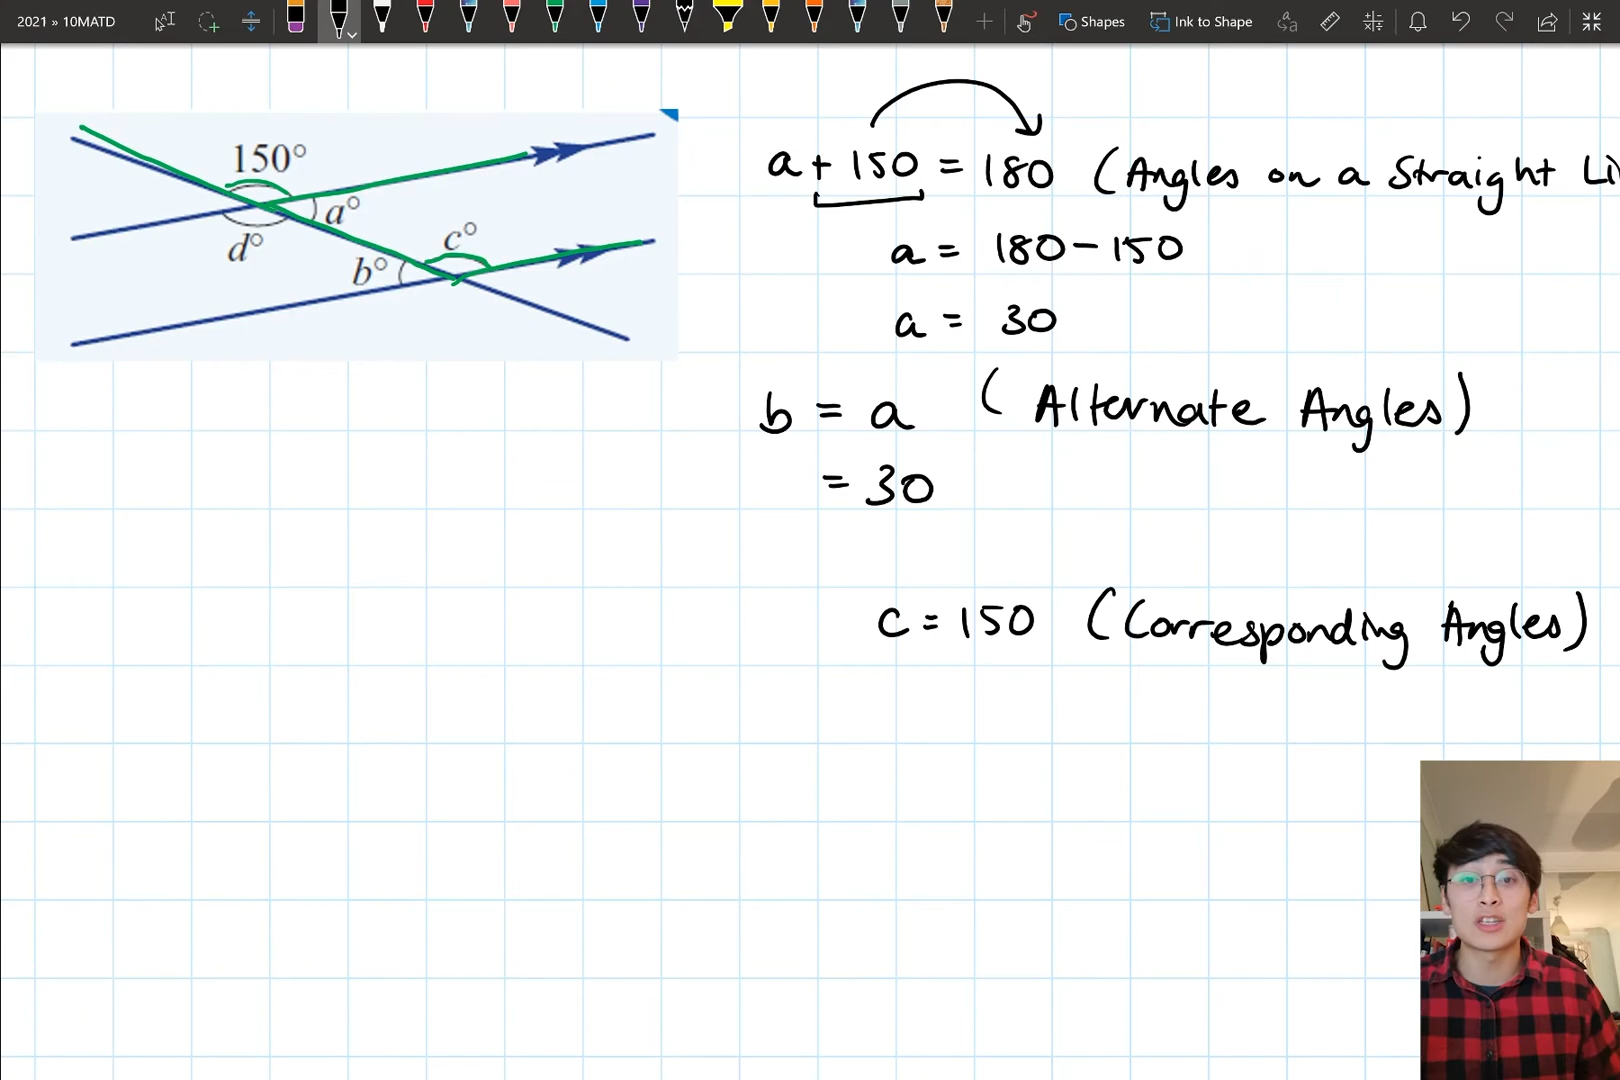 2021 » 10MATD
Shapes
Ink to Shape
150°
a°
d°
c°
b°
a + 150 = 180 (Angles on a Straight Li
a = 180 - 150
a = 30
b = a (Alternate Angles)
= 30
c = 150 (Corresponding Angles)